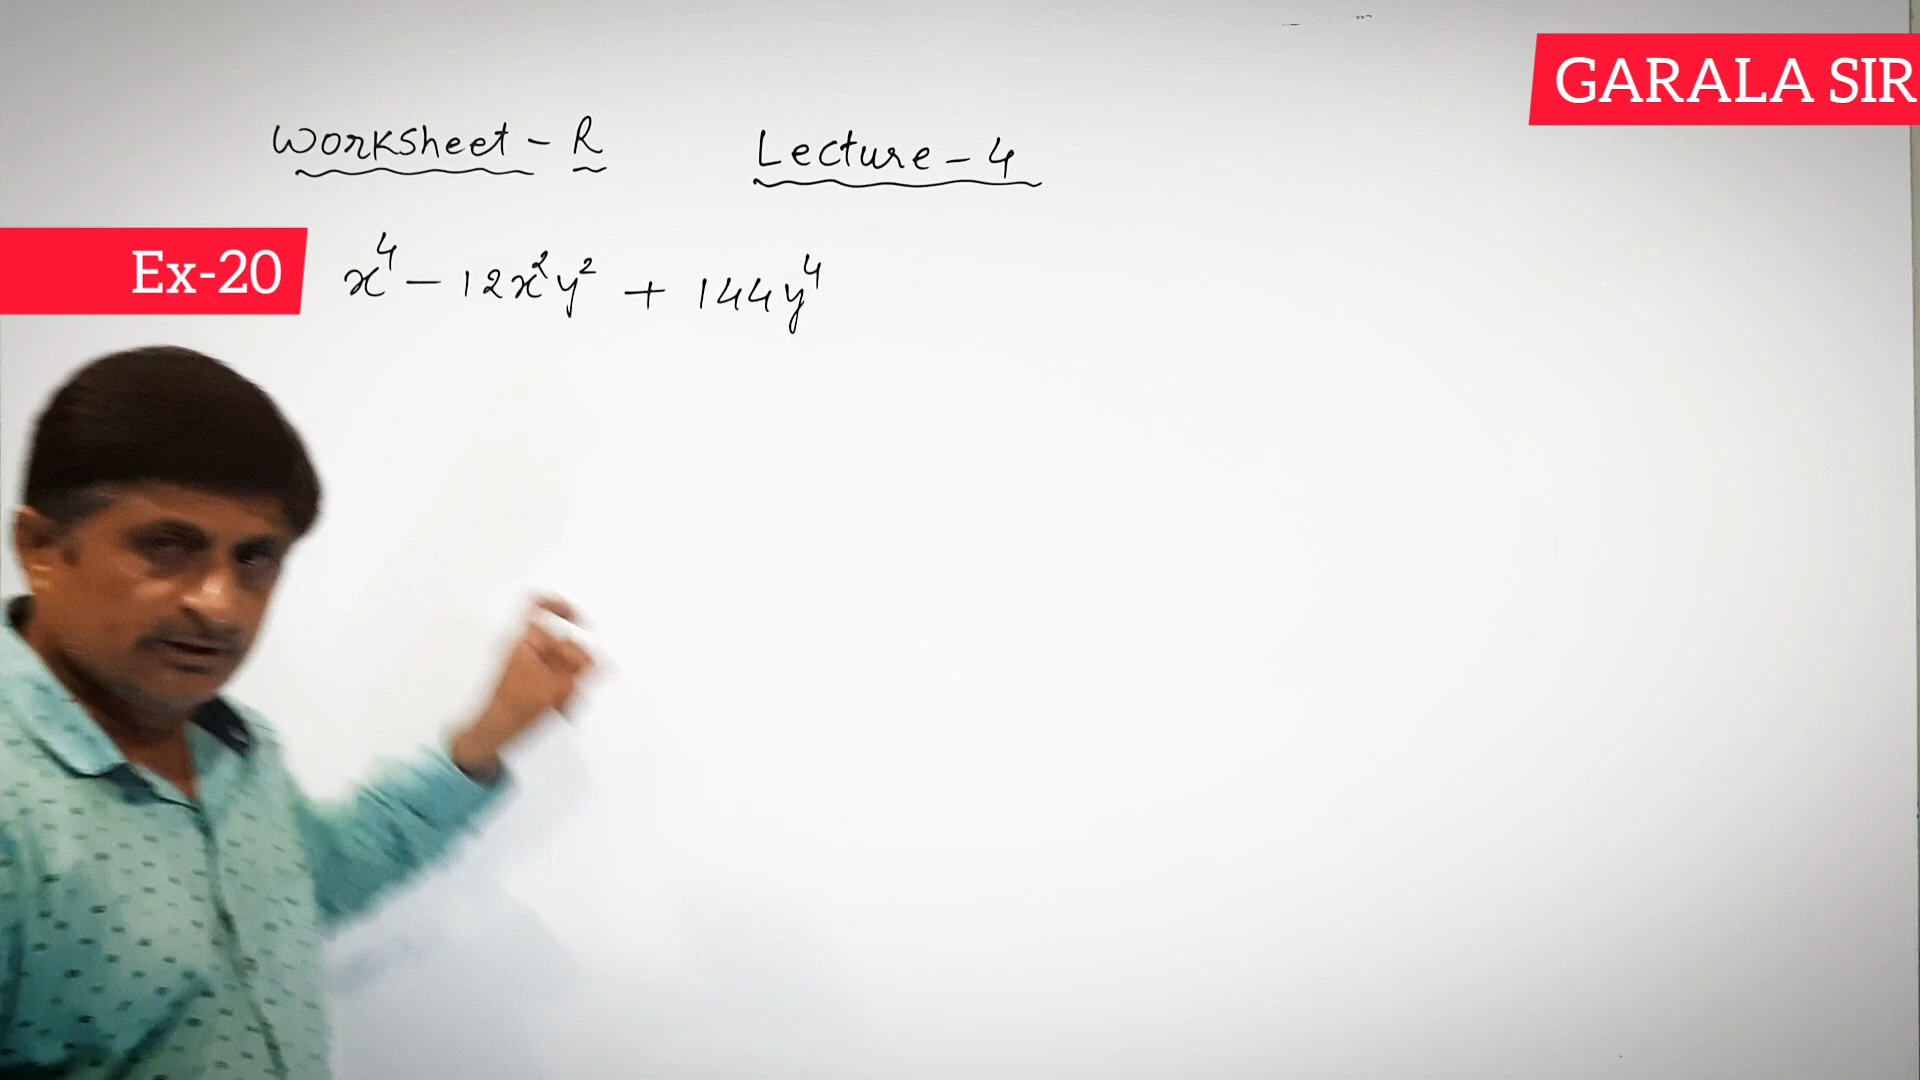 GARALA SIR
Worksheet - R Lecture - 4
Ex-20 x⁴ - 12x²y² + 144y⁴